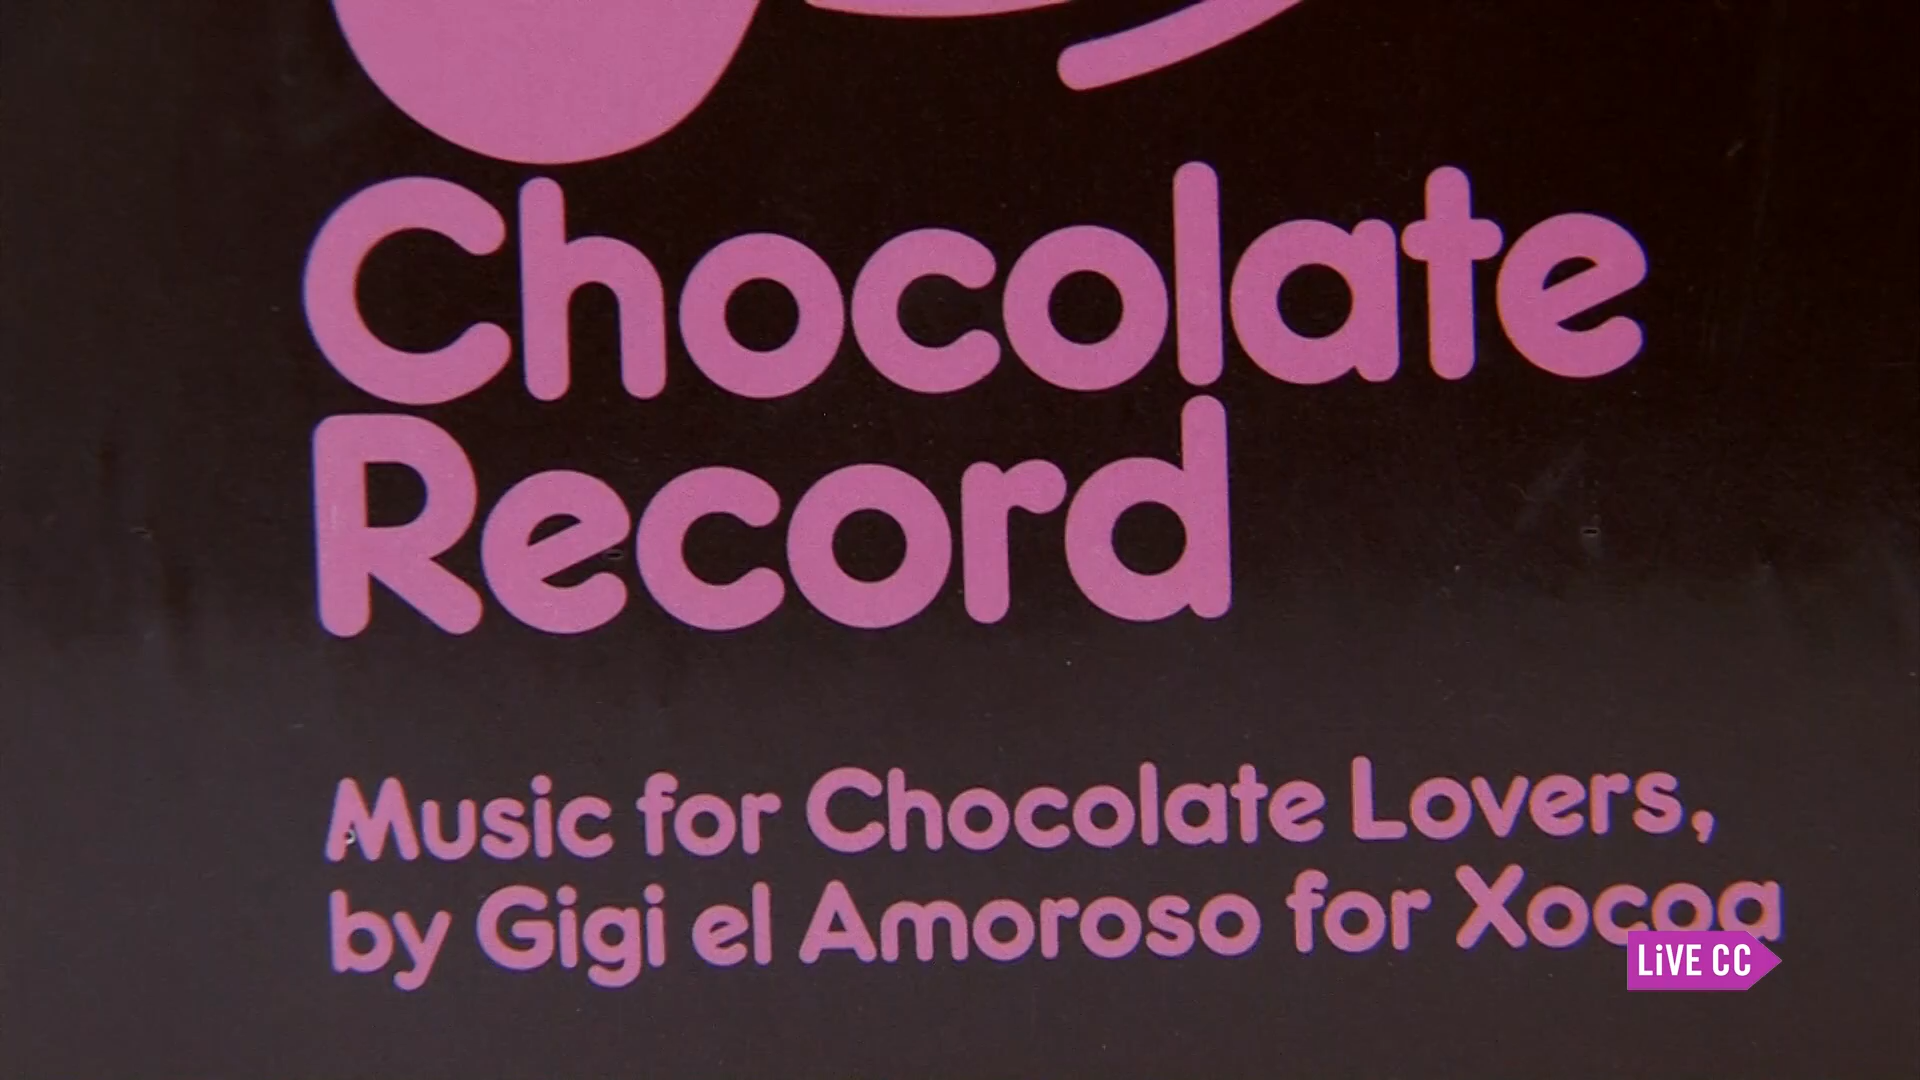 Chocolate
Record
Music for Chocolate Lovers,
by Gigi el Amoroso for Xocoa
LiVE CC